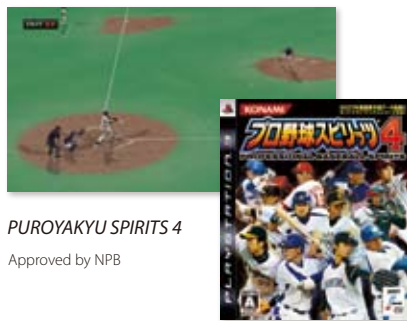 KONAMI
プロ野球スピリッツ4
PLAYSTATION 3
A
PUROYAKYU SPIRITS 4
Approved by NPB